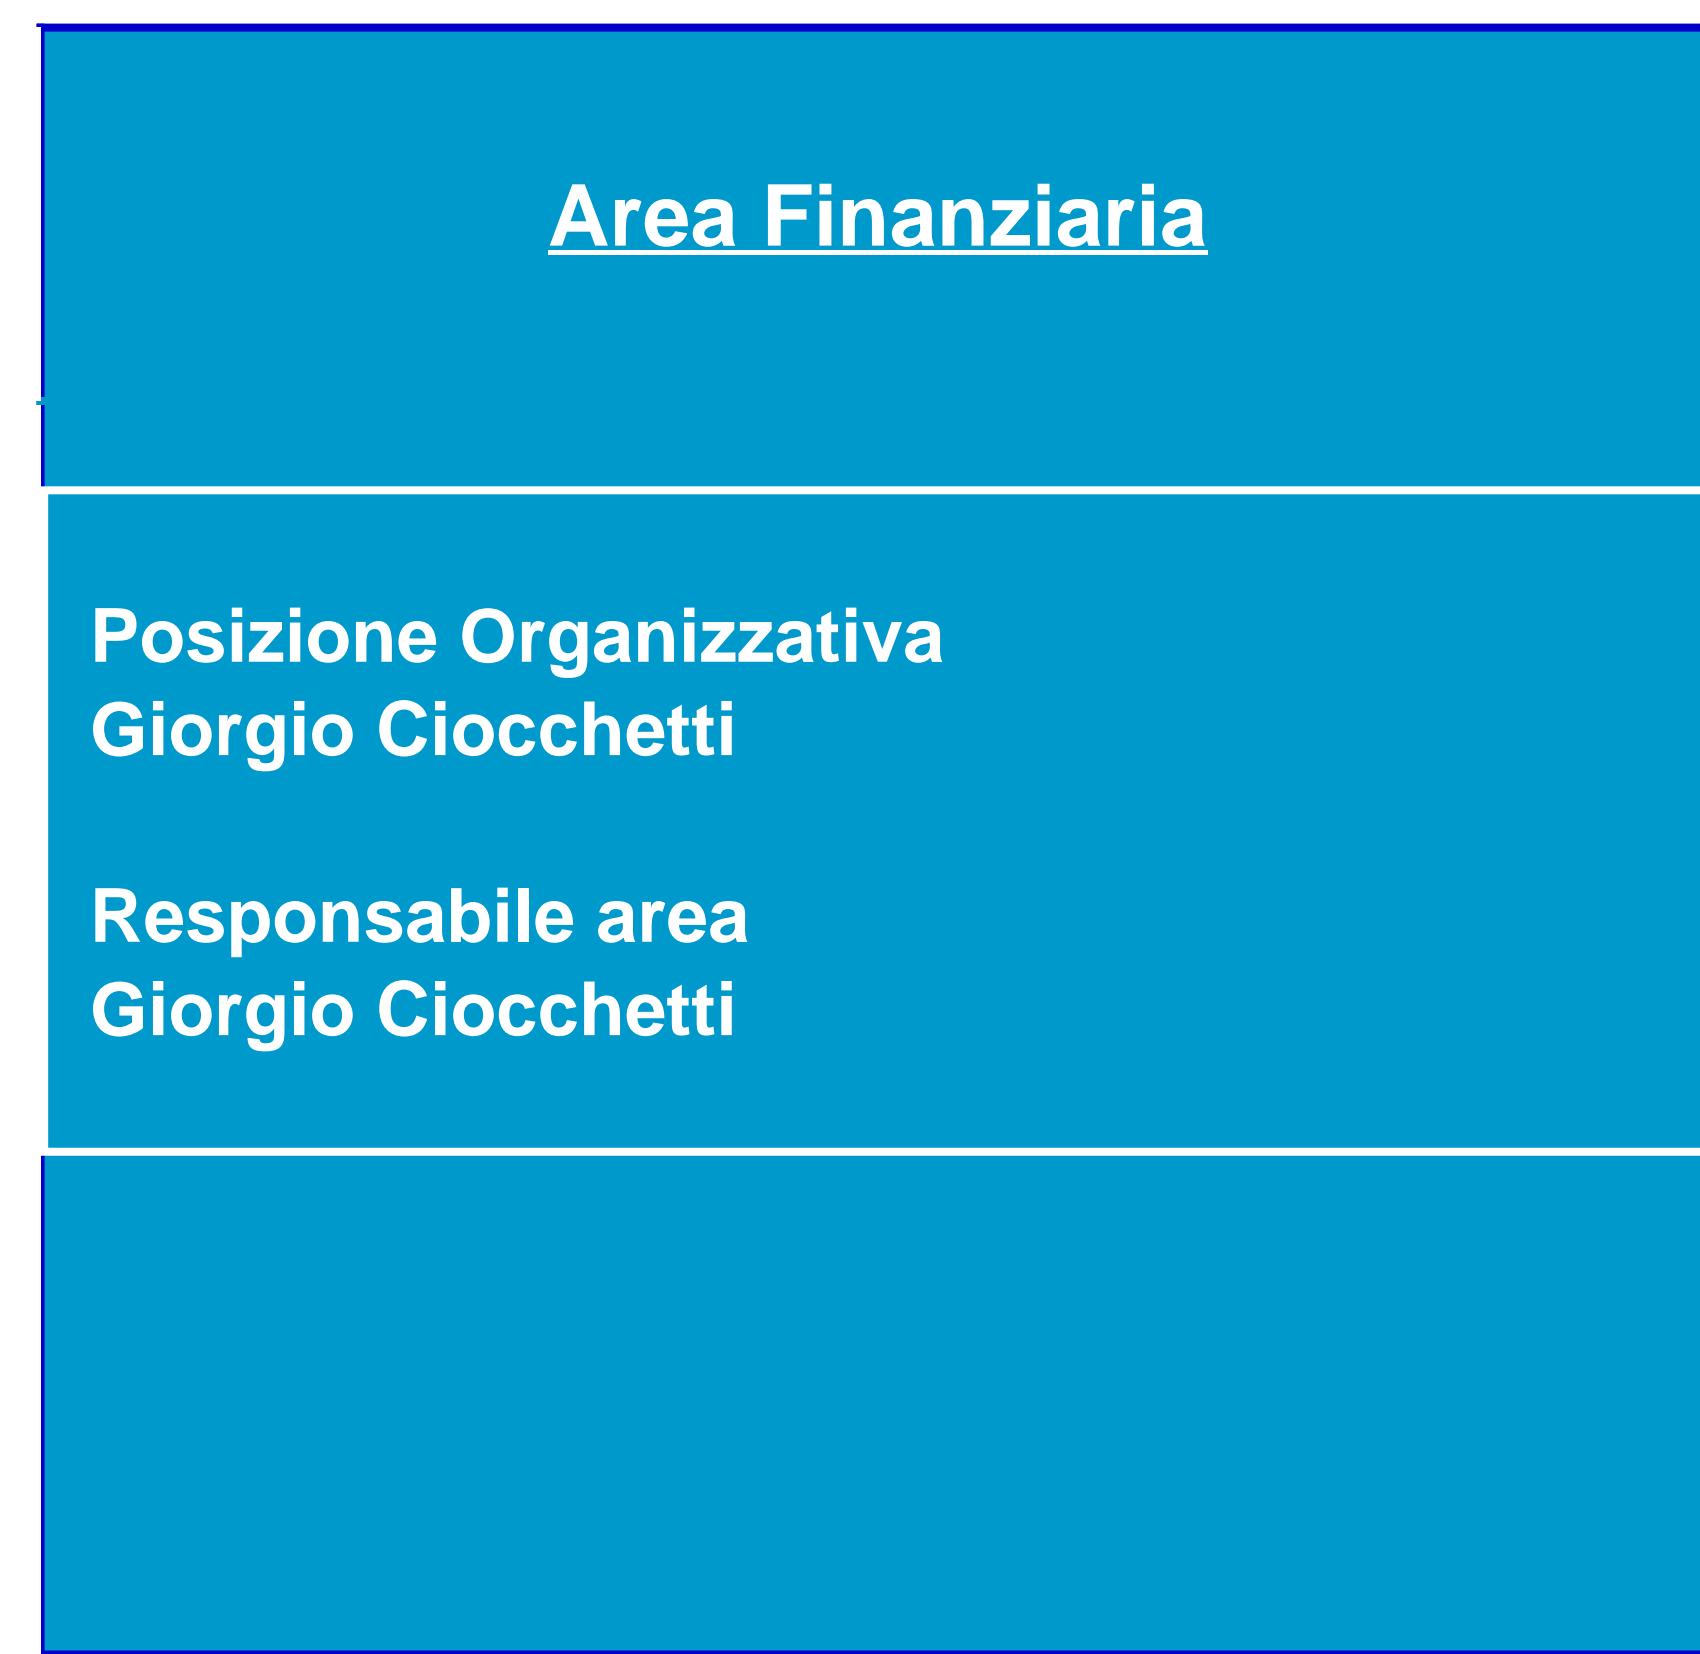 Area Finanziaria
Posizione Organizzativa
Giorgio Ciocchetti
Responsabile area
Giorgio Ciocchetti